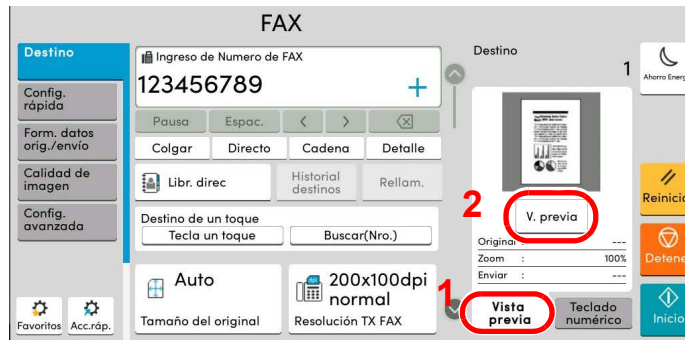 FAX
Destino
Config.
rápida
Form. datos
orig./envío
Calidad de
imagen
Config.
avanzada
Favoritos
Acc.ráp.
Ingreso de Numero de FAX
123456789
+
Pausa
Espac.
Colgar
Directo
Cadena
Detalle
Libr. direc
Historial
destinos
Rellam.
Destino de un toque
Tecla un toque
Buscar(Nro.)
Auto
Tamaño del original
200x100dpi
normal
Resolución TX FAX
Destino
1
2
V. previa
Original : ---
Zoom : 100%
Enviar : ---
1
Vista
previa
Teclado
numérico
Ahorro Energ
Reinicia
Detene
Inicio